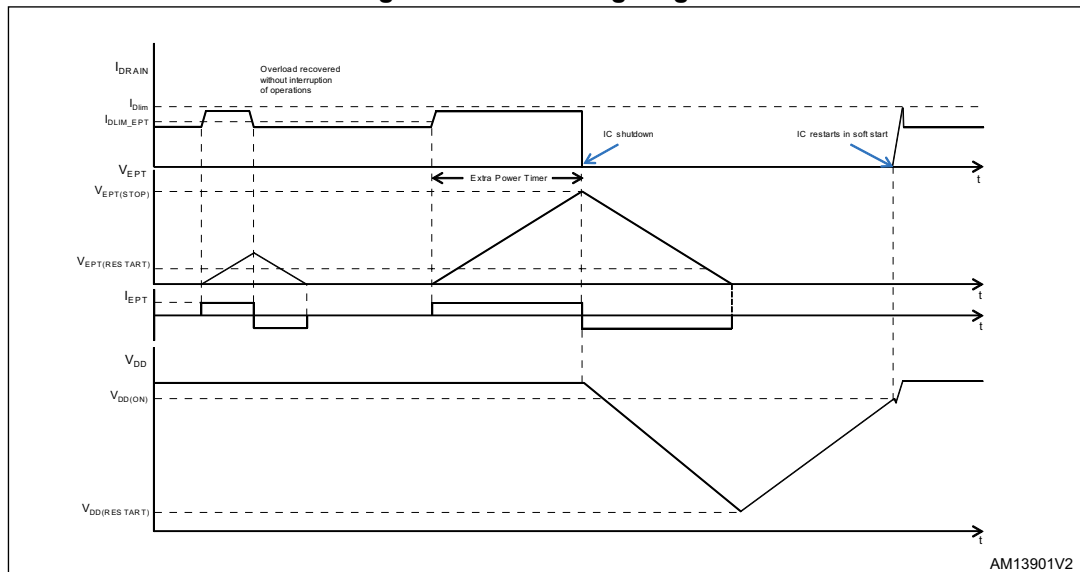 I_DRAIN
Overload recovered
without interruption
of operations
I_Dlim
I_DLIM_EPT
IC shutdown
IC restarts in soft start
t
V_EPT
V_EPT(STOP)
Extra Power Timer
V_EPT(RESTART)
t
I_EPT
t
V_DD
V_DD(ON)
V_DD(RESTART)
t
AM13901V2